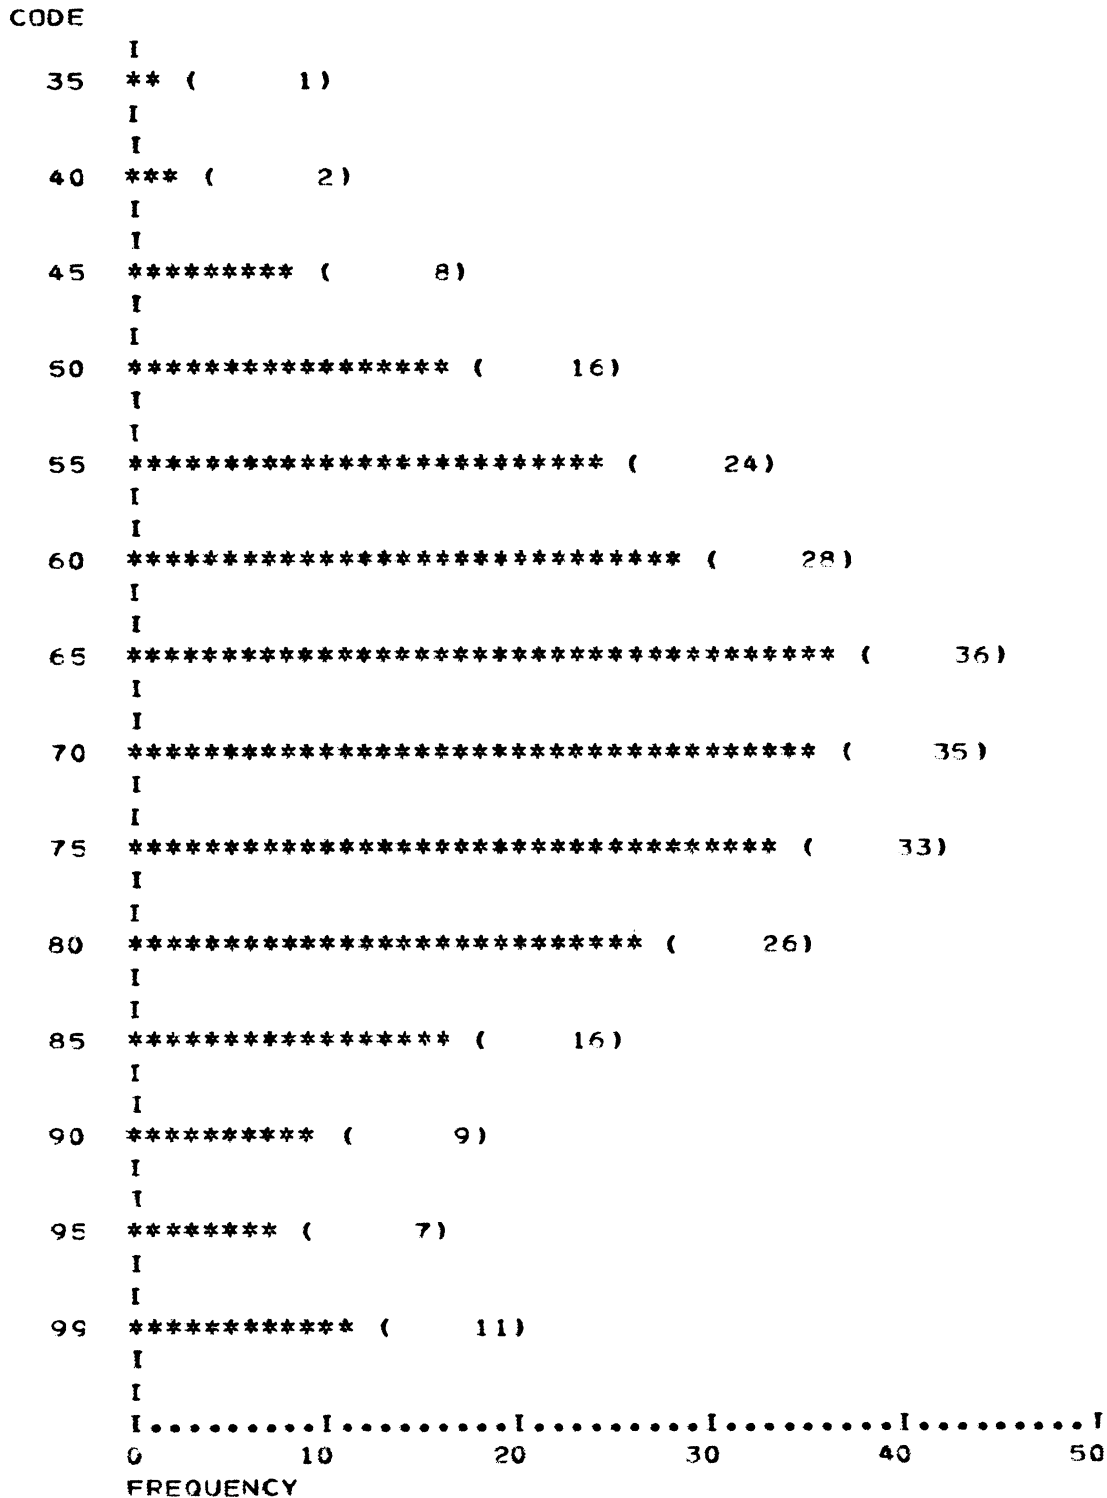 CODE
I
35 ** ( 1)
I
I
40 *** ( 2)
I
I
45 ********* ( 8)
I
I
50 ***************** ( 16)
I
I
55 ************************* ( 24)
I
I
60 ***************************** ( 28)
I
I
65 ************************************* ( 36)
I
I
70 ************************************ ( 35)
I
I
75 ********************************** ( 33)
I
I
80 *************************** ( 26)
I
I
85 ***************** ( 16)
I
I
90 ********** ( 9)
I
I
95 ******** ( 7)
I
I
99 ************ ( 11)
I
I
I.........I.........I.........I.........I.........I
0 10 20 30 40 50
FREQUENCY